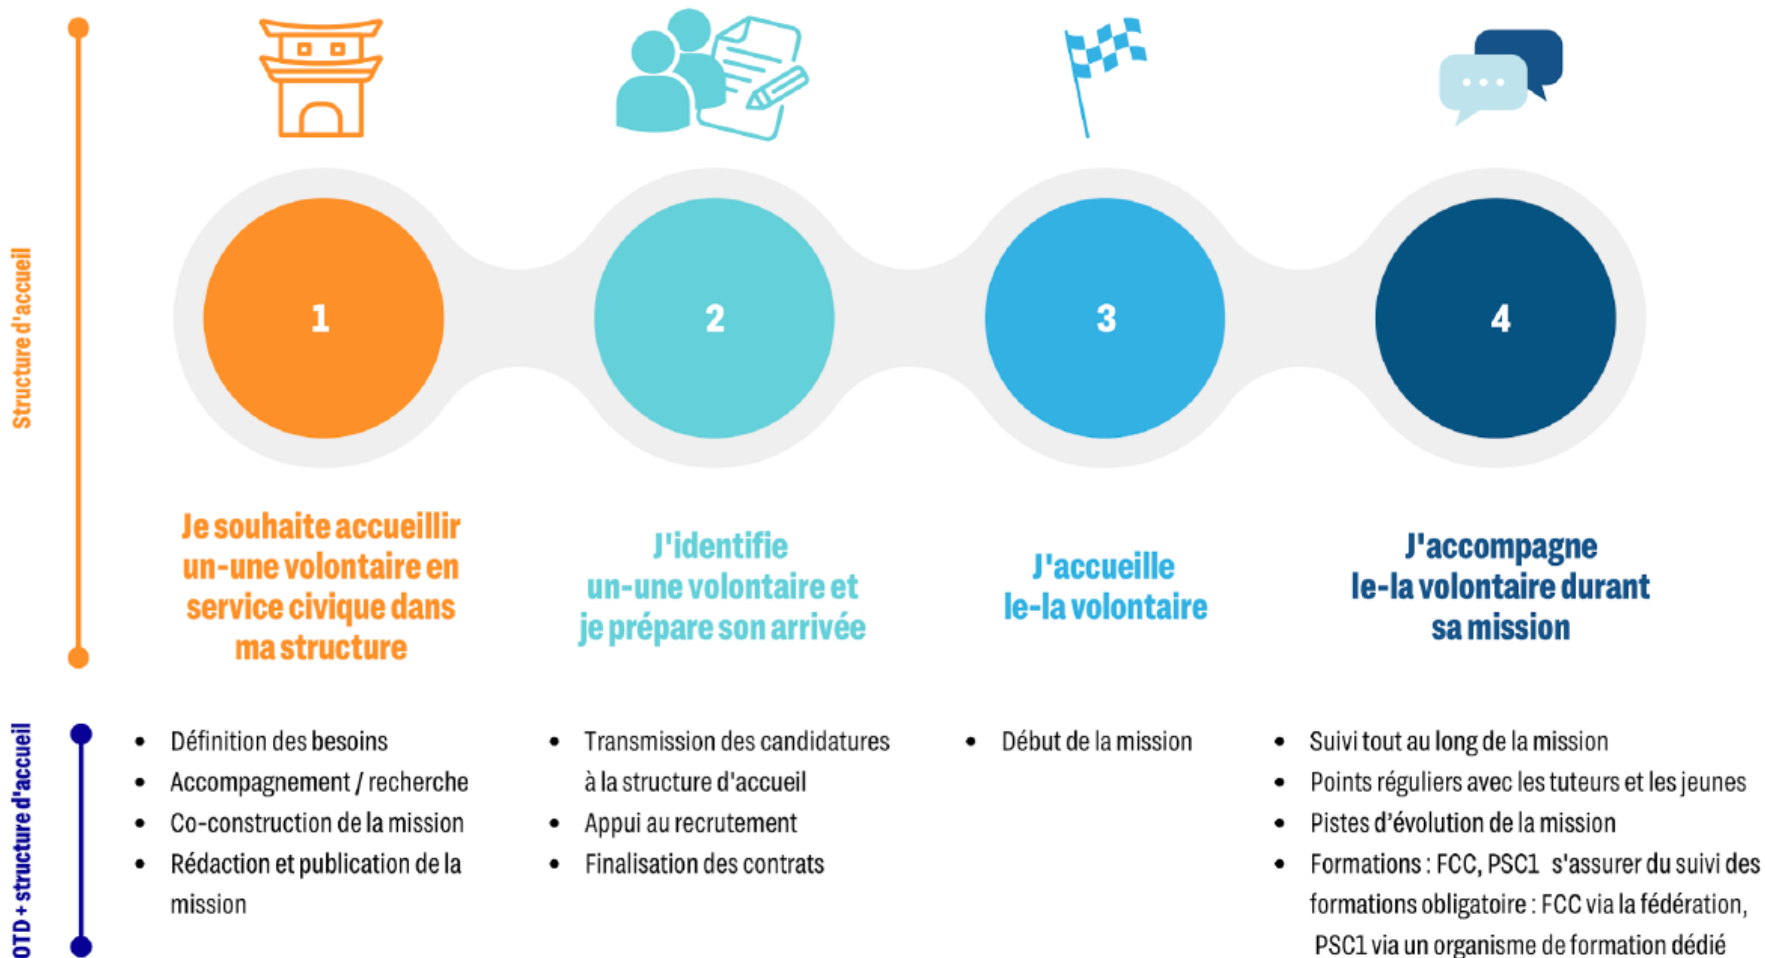 Structure d'accueil
1
2
3
4
Je souhaite accueillir
un-une volontaire en
service civique dans
ma structure
J'identifie
un-une volontaire et
je prépare son arrivée
J'accueille
le-la volontaire
J'accompagne
le-la volontaire durant
sa mission
OTD + structure d'accueil
• Définition des besoins
• Accompagnement / recherche
• Co-construction de la mission
• Rédaction et publication de la
mission
• Transmission des candidatures
à la structure d'accueil
• Appui au recrutement
• Finalisation des contrats
• Début de la mission
• Suivi tout au long de la mission
• Points réguliers avec les tuteurs et les jeunes
• Pistes d’évolution de la mission
• Formations : FCC, PSC1 s'assurer du suivi des
formations obligatoire : FCC via la fédération,
PSC1 via un organisme de formation dédié